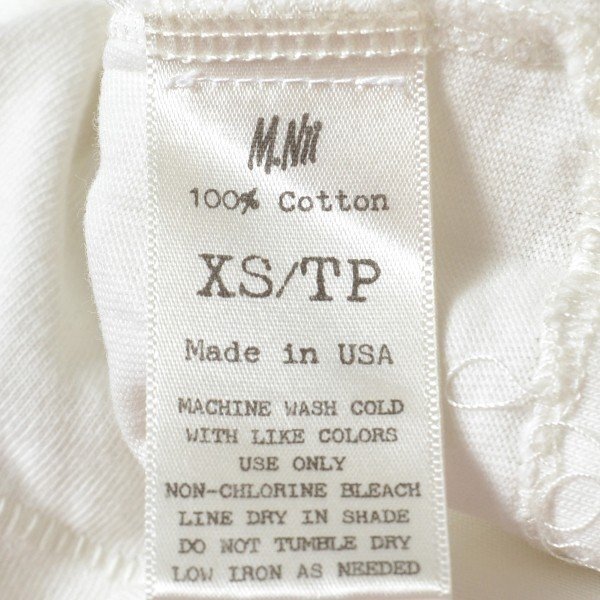 M.Nii
100% Cotton
XS/TP
Made in USA
MACHINE WASH COLD
WITH LIKE COLORS
USE ONLY
NON-CHLORINE BLEACH
LINE DRY IN SHADE
DO NOT TUMBLE DRY
LOW IRON AS NEEDED